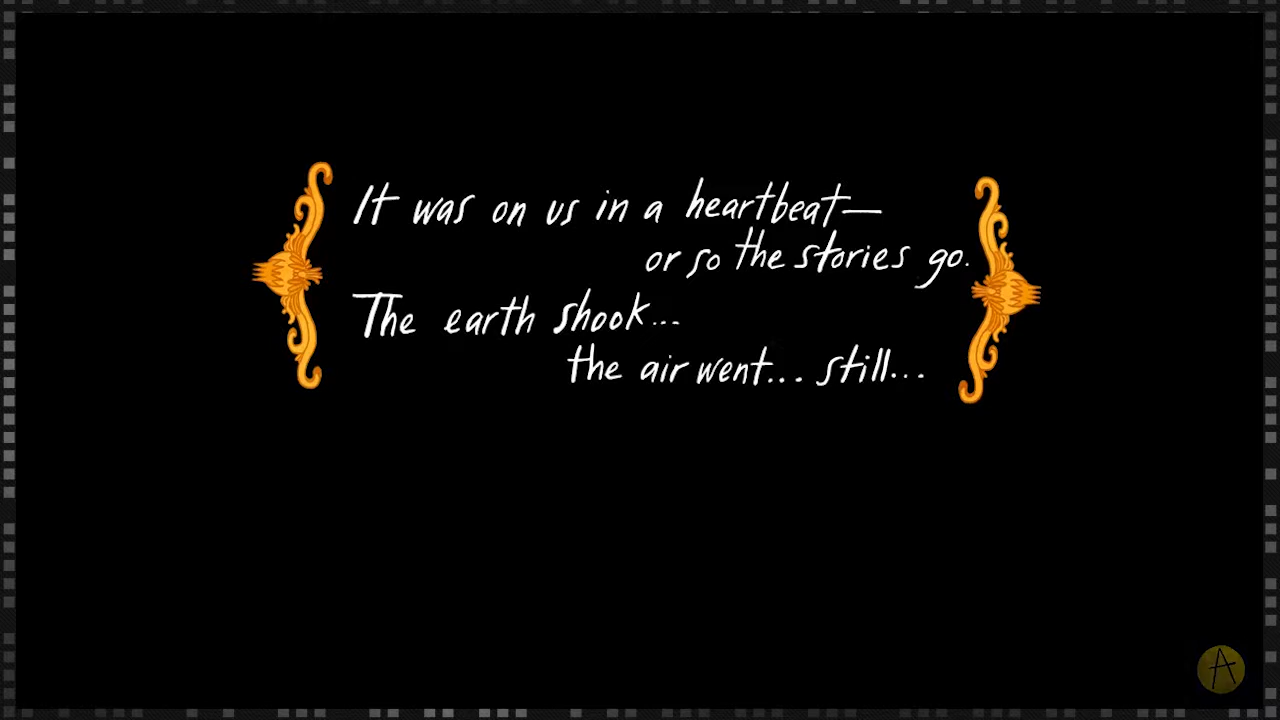 It was on us in a heartbeat—
or so the stories go.
The earth shook...
the air went... still...
A